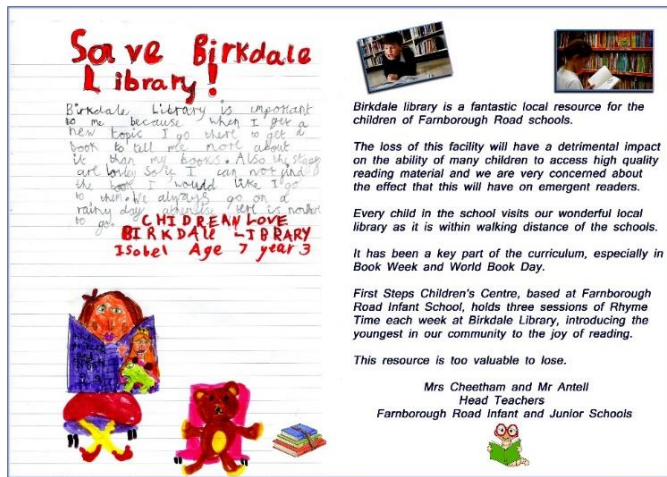 Save Birkdale
Library!
Birkdale Library is important
to me because when I get a
new topic I go there to get a
book to tell me more about
it than my books. Also the
are lovely so if I can not find
the book I would like I go
to them. We always go on a
rainy day
to go.
CHILDREAN LOVE
BIRKDALE LIBRARY
Isobel Age 7 year 3
Birkdale library is a fantastic local resource for the
children of Farnborough Road schools.
The loss of this facility will have a detrimental impact
on the ability of many children to access high quality
reading material and we are very concerned about
the effect that this will have on emergent readers.
Every child in the school visits our wonderful local
library as it is within walking distance of the schools.
It has been a key part of the curriculum, especially in
Book Week and World Book Day.
First Steps Children's Centre, based at Farnborough
Road Infant School, holds three sessions of Rhyme
Time each week at Birkdale Library, introducing the
youngest in our community to the joy of reading.
This resource is too valuable to lose.
Mrs Cheetham and Mr Antell
Head Teachers
Farnborough Road Infant and Junior Schools